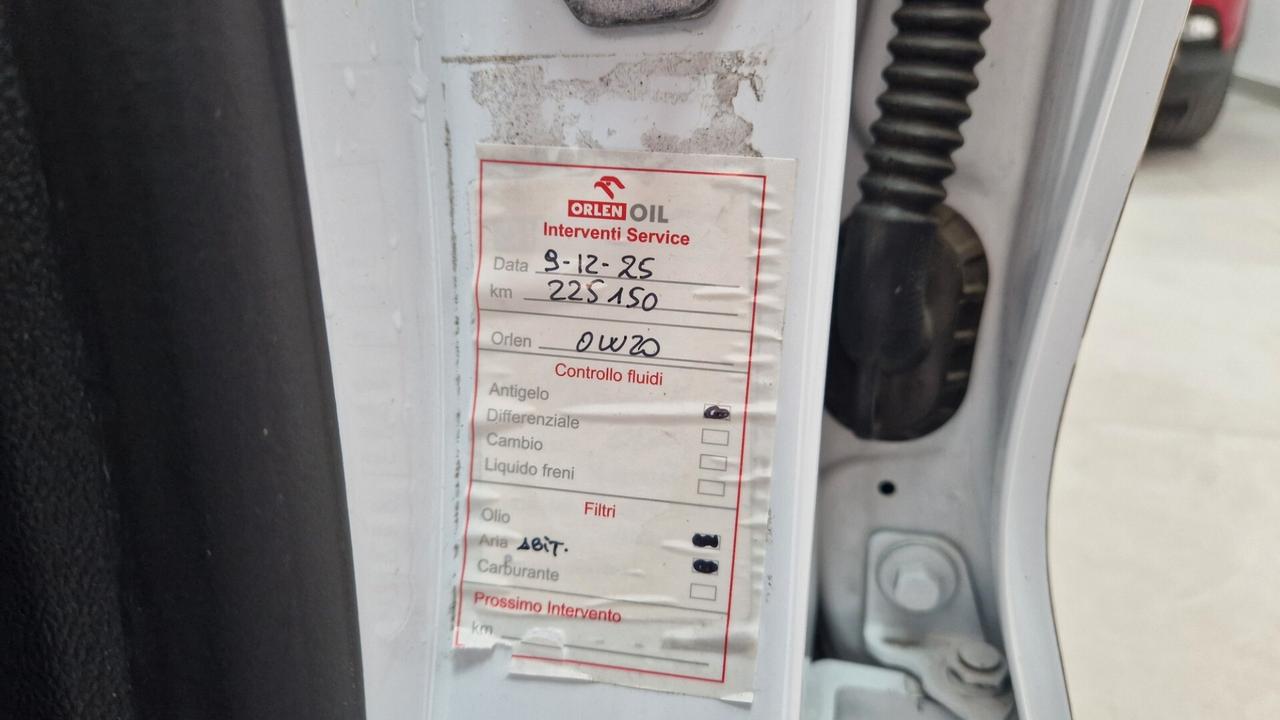 ORLEN OIL
Interventi Service
Data 9-12-25
km 225150
Orlen 0W20
Controllo fluidi
Antigelo
Differenziale
Cambio
Liquido freni
Filtri
Olio
Aria ABiT.
Carburante
Prossimo Intervento
km